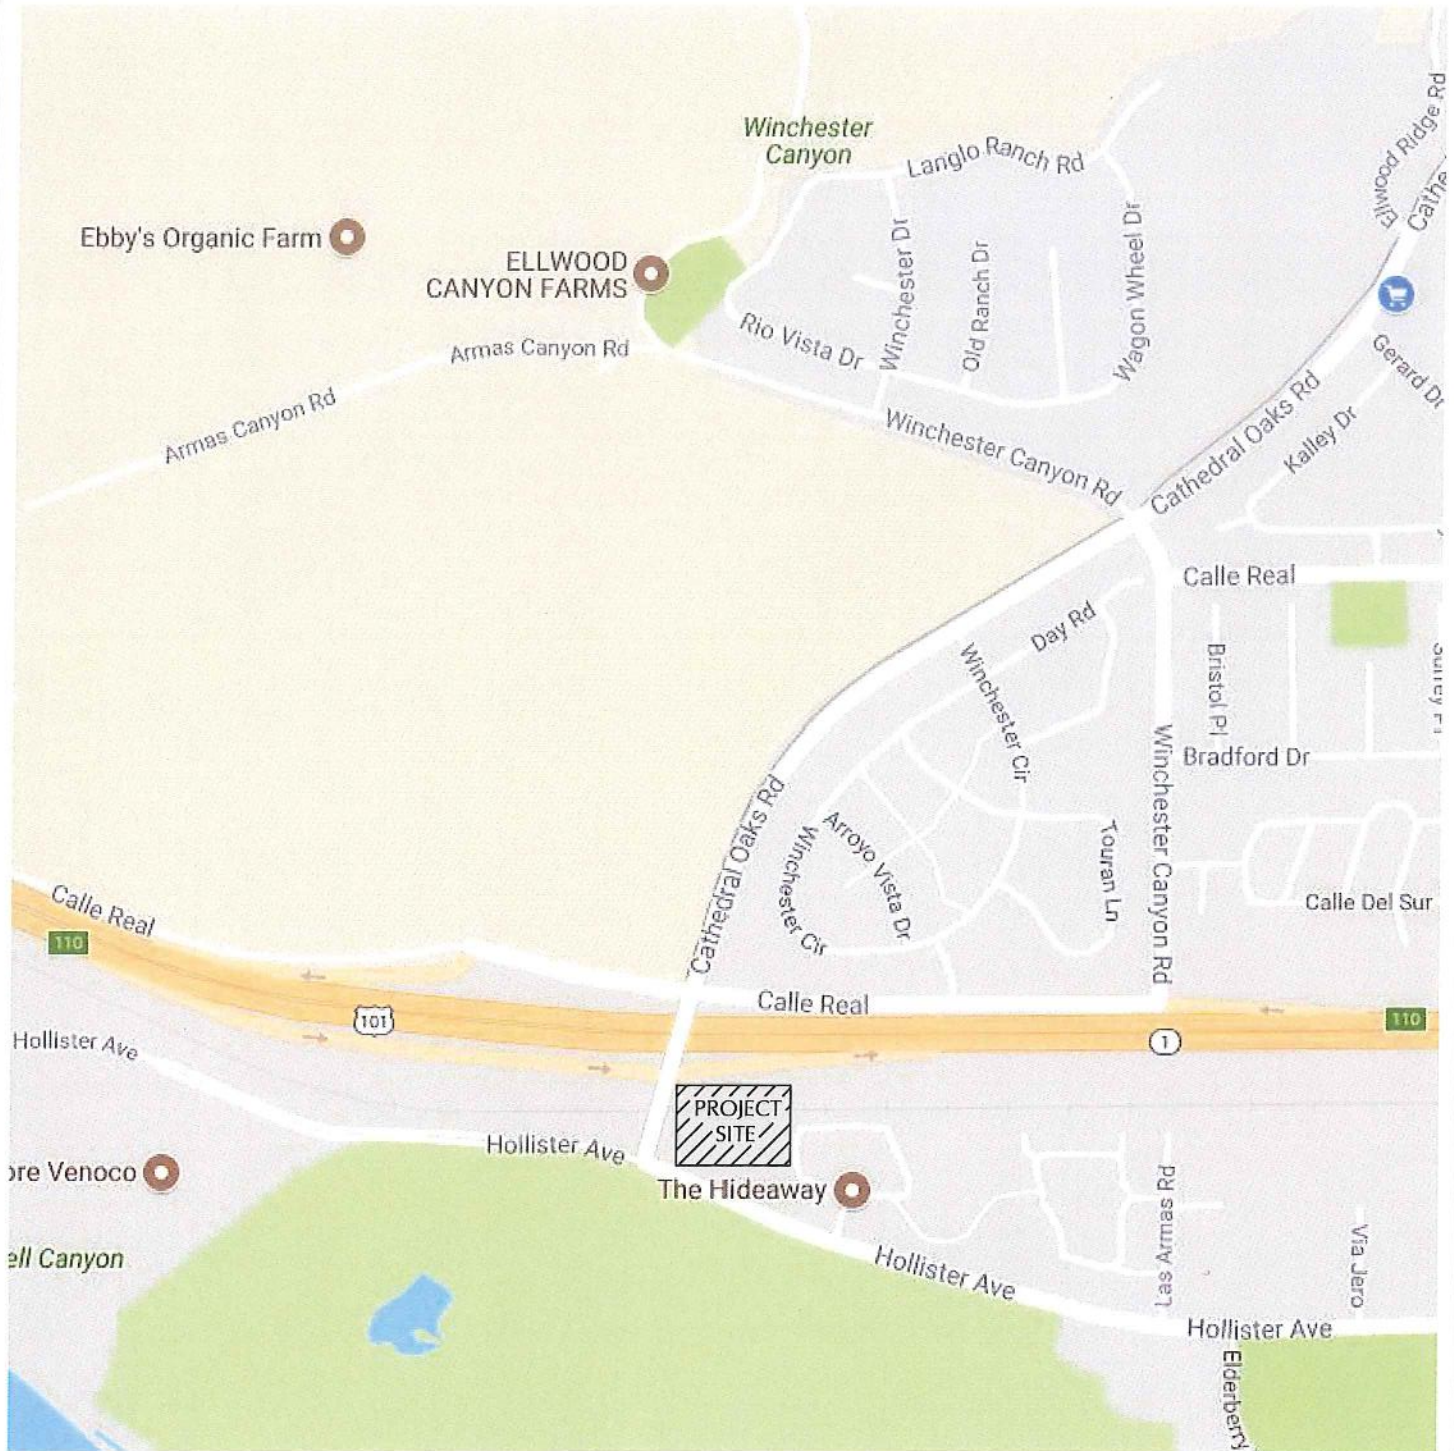 Winchester
Canyon
Langlo Ranch Rd
Ellwood Ridge Rd
Cathe
Ebby's Organic Farm
ELLWOOD
CANYON FARMS
Winchester Dr
Old Ranch Dr
Wagon Wheel Dr
Rio Vista Dr
Armas Canyon Rd
Armas Canyon Rd
Gerard Dr
Kalley Dr
Cathedral Oaks Rd
Winchester Canyon Rd
Calle Real
Day Rd
Winchester Cir
Bristol Pl
Bradford Dr
Winchester Canyon Rd
Cathedral Oaks Rd
Arroyo Vista Dr
Winchester Cir
Touran Ln
Calle Del Sur
Calle Real
110
101
Calle Real
110
1
Hollister Ave
PROJECT
SITE
Hollister Ave
ore Venoco
The Hideaway
Las Armas Rd
Via Jero
ell Canyon
Hollister Ave
Hollister Ave
Elderberry